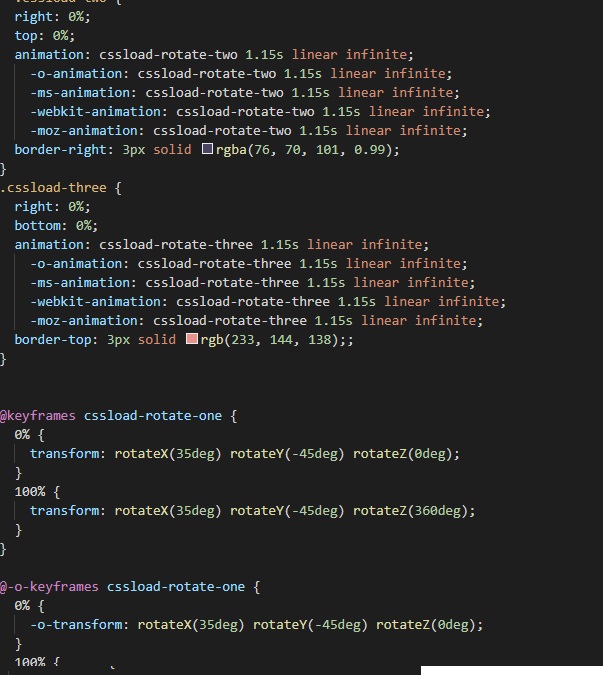 .cssload-two {
right: 0%;
top: 0%;
animation: cssload-rotate-two 1.15s linear infinite;
-o-animation: cssload-rotate-two 1.15s linear infinite;
-ms-animation: cssload-rotate-two 1.15s linear infinite;
-webkit-animation: cssload-rotate-two 1.15s linear infinite;
-moz-animation: cssload-rotate-two 1.15s linear infinite;
border-right: 3px solid rgba(76, 70, 101, 0.99);
}
.cssload-three {
right: 0%;
bottom: 0%;
animation: cssload-rotate-three 1.15s linear infinite;
-o-animation: cssload-rotate-three 1.15s linear infinite;
-ms-animation: cssload-rotate-three 1.15s linear infinite;
-webkit-animation: cssload-rotate-three 1.15s linear infinite;
-moz-animation: cssload-rotate-three 1.15s linear infinite;
border-top: 3px solid rgb(233, 144, 138);;
}
@keyframes cssload-rotate-one {
0% {
transform: rotateX(35deg) rotateY(-45deg) rotateZ(0deg);
}
100% {
transform: rotateX(35deg) rotateY(-45deg) rotateZ(360deg);
}
}
@-o-keyframes cssload-rotate-one {
0% {
-o-transform: rotateX(35deg) rotateY(-45deg) rotateZ(0deg);
}
100% {